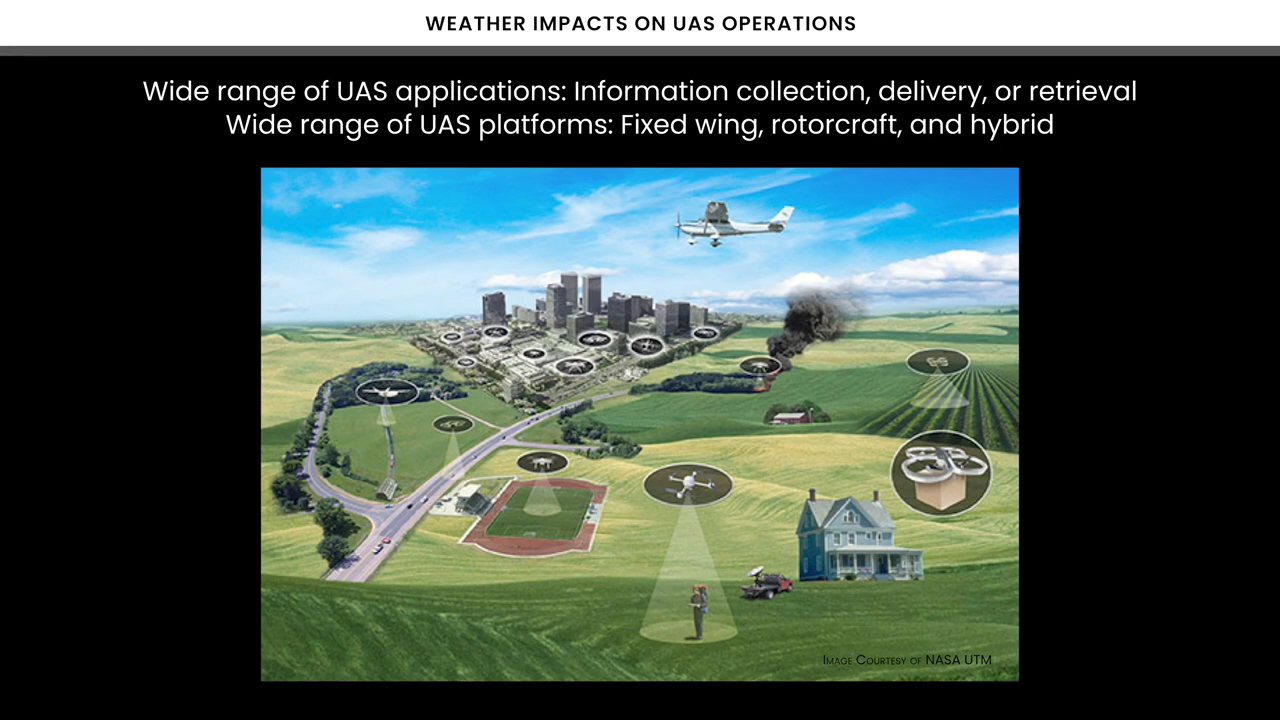 WEATHER IMPACTS ON UAS OPERATIONS
Wide range of UAS applications: Information collection, delivery, or retrieval
Wide range of UAS platforms: Fixed wing, rotorcraft, and hybrid
Image Courtesy of NASA UTM